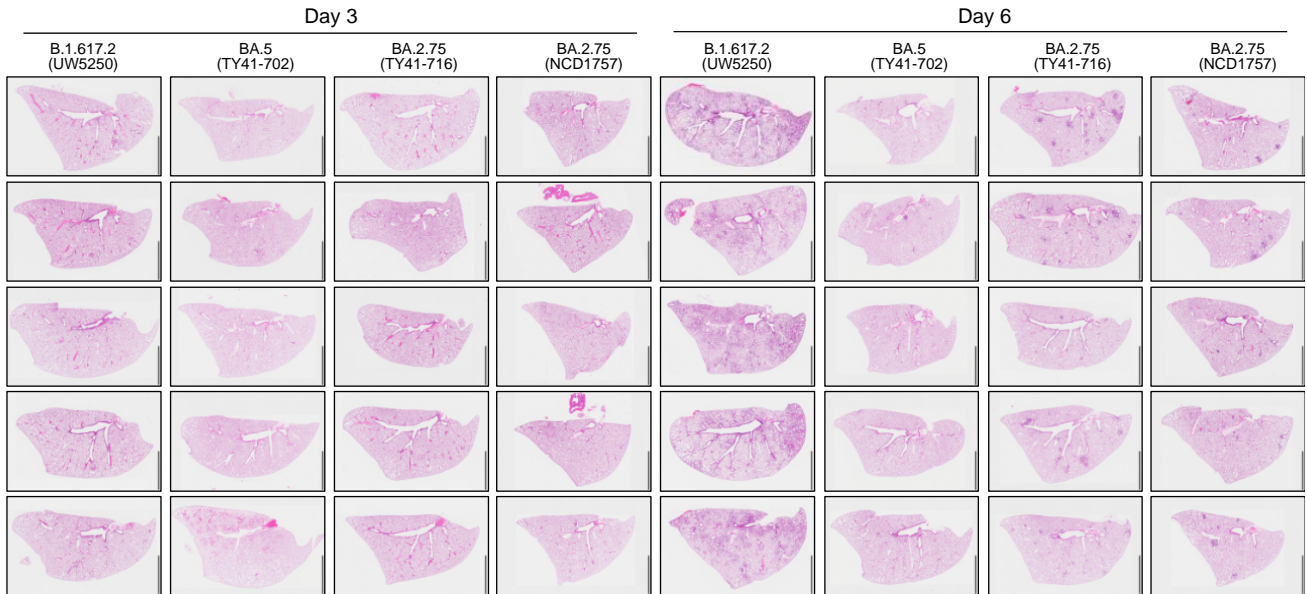 Day 3 Day 6
B.1.617.2 BA.5 BA.2.75 BA.2.75 B.1.617.2 BA.5 BA.2.75 BA.2.75
(UW5250) (TY41-702) (TY41-716) (NCD1757) (UW5250) (TY41-702) (TY41-716) (NCD1757)